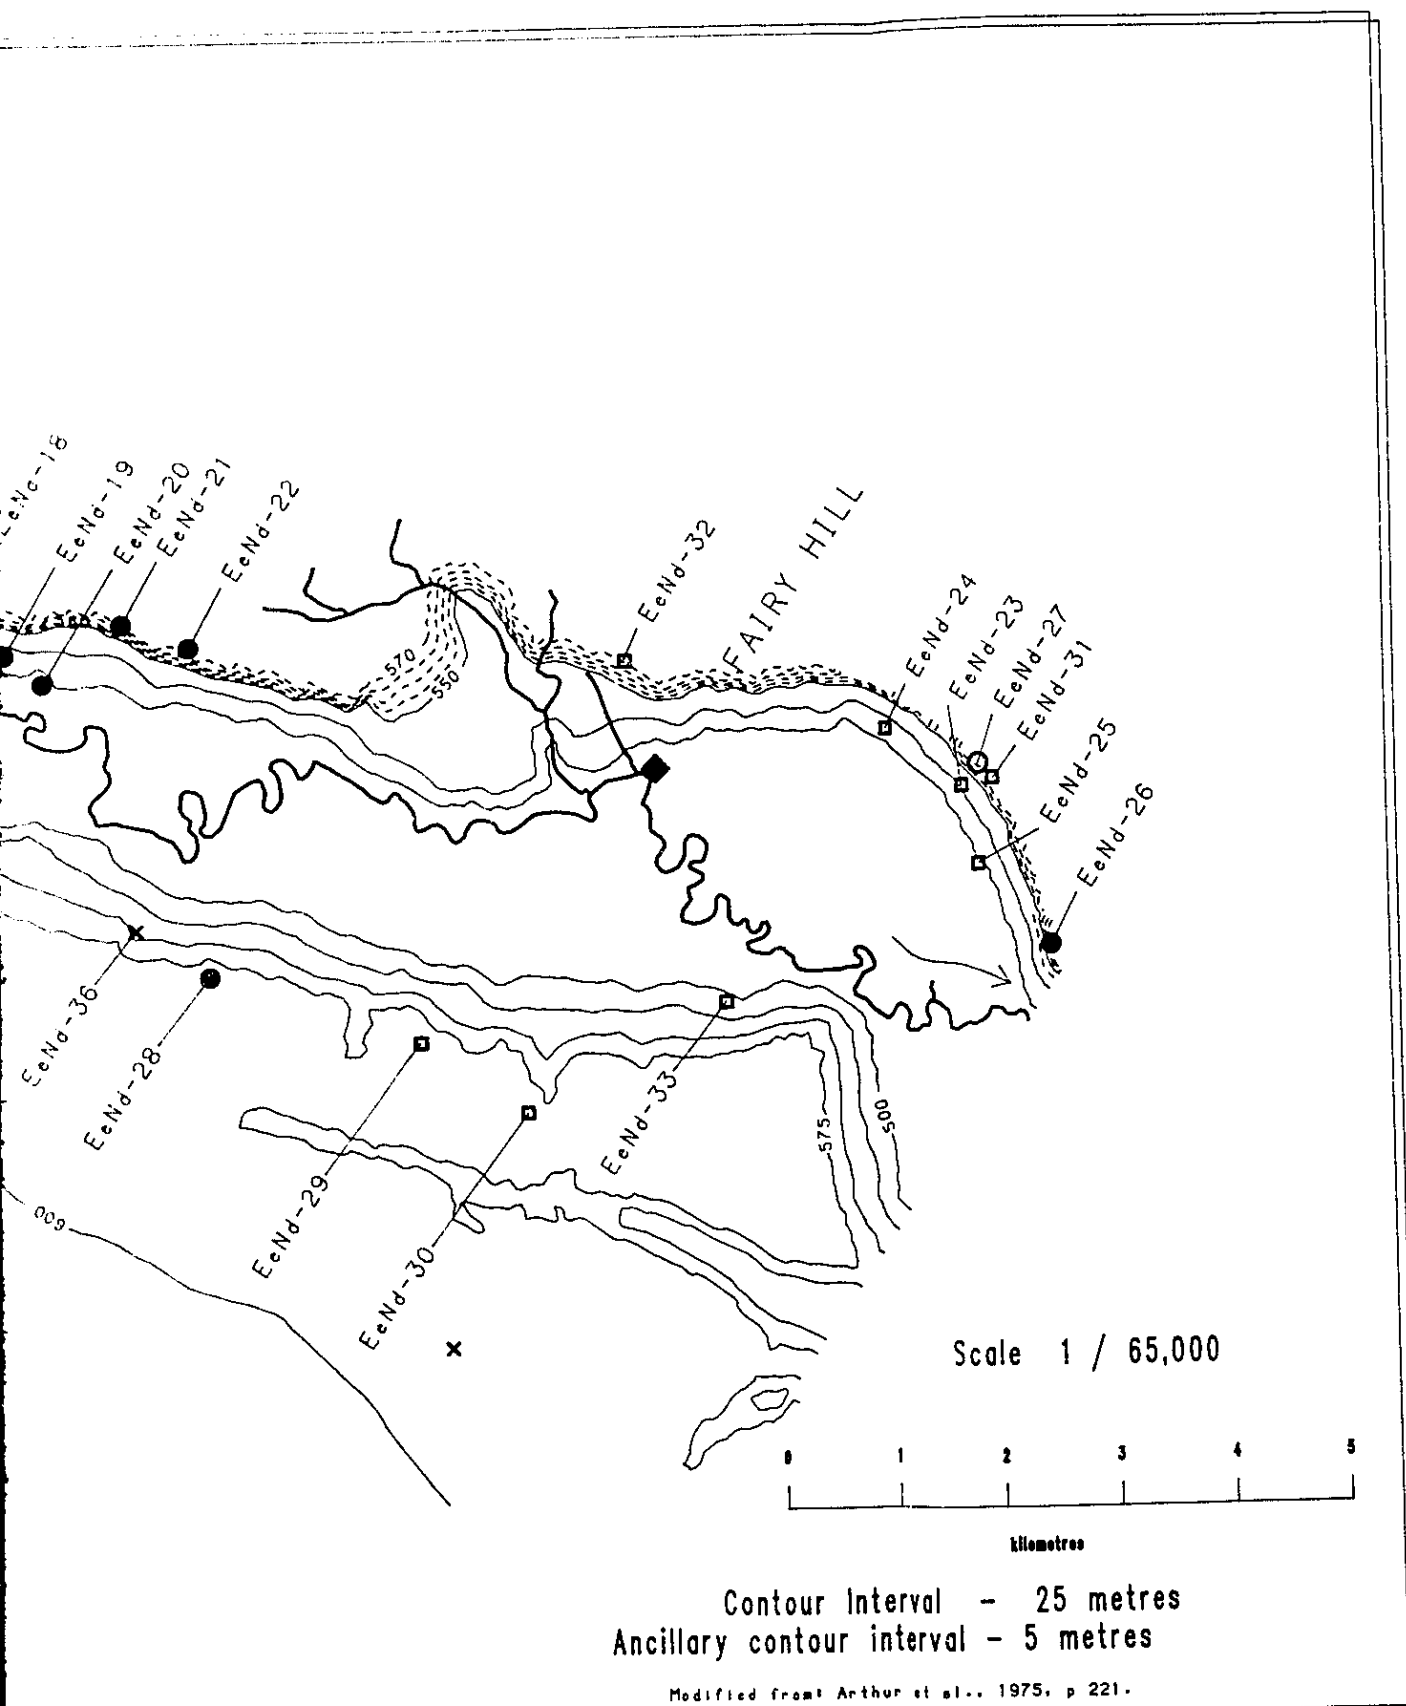 EeNd-19
EeNd-20
EeNd-21
EeNd-22
EeNd-32
FAIRY HILL
EeNd-24
EeNd-23
EeNd-27
EeNd-31
EeNd-25
EeNd-26
570
550
EeNd-36
EeNd-28
EeNd-29
EeNd-30
EeNd-33
575
500
600
Scale 1 / 65,000
0 1 2 3 4 5
kilometres
Contour Interval - 25 metres
Ancillary contour interval - 5 metres
Modified from: Arthur et al., 1975, p 221.